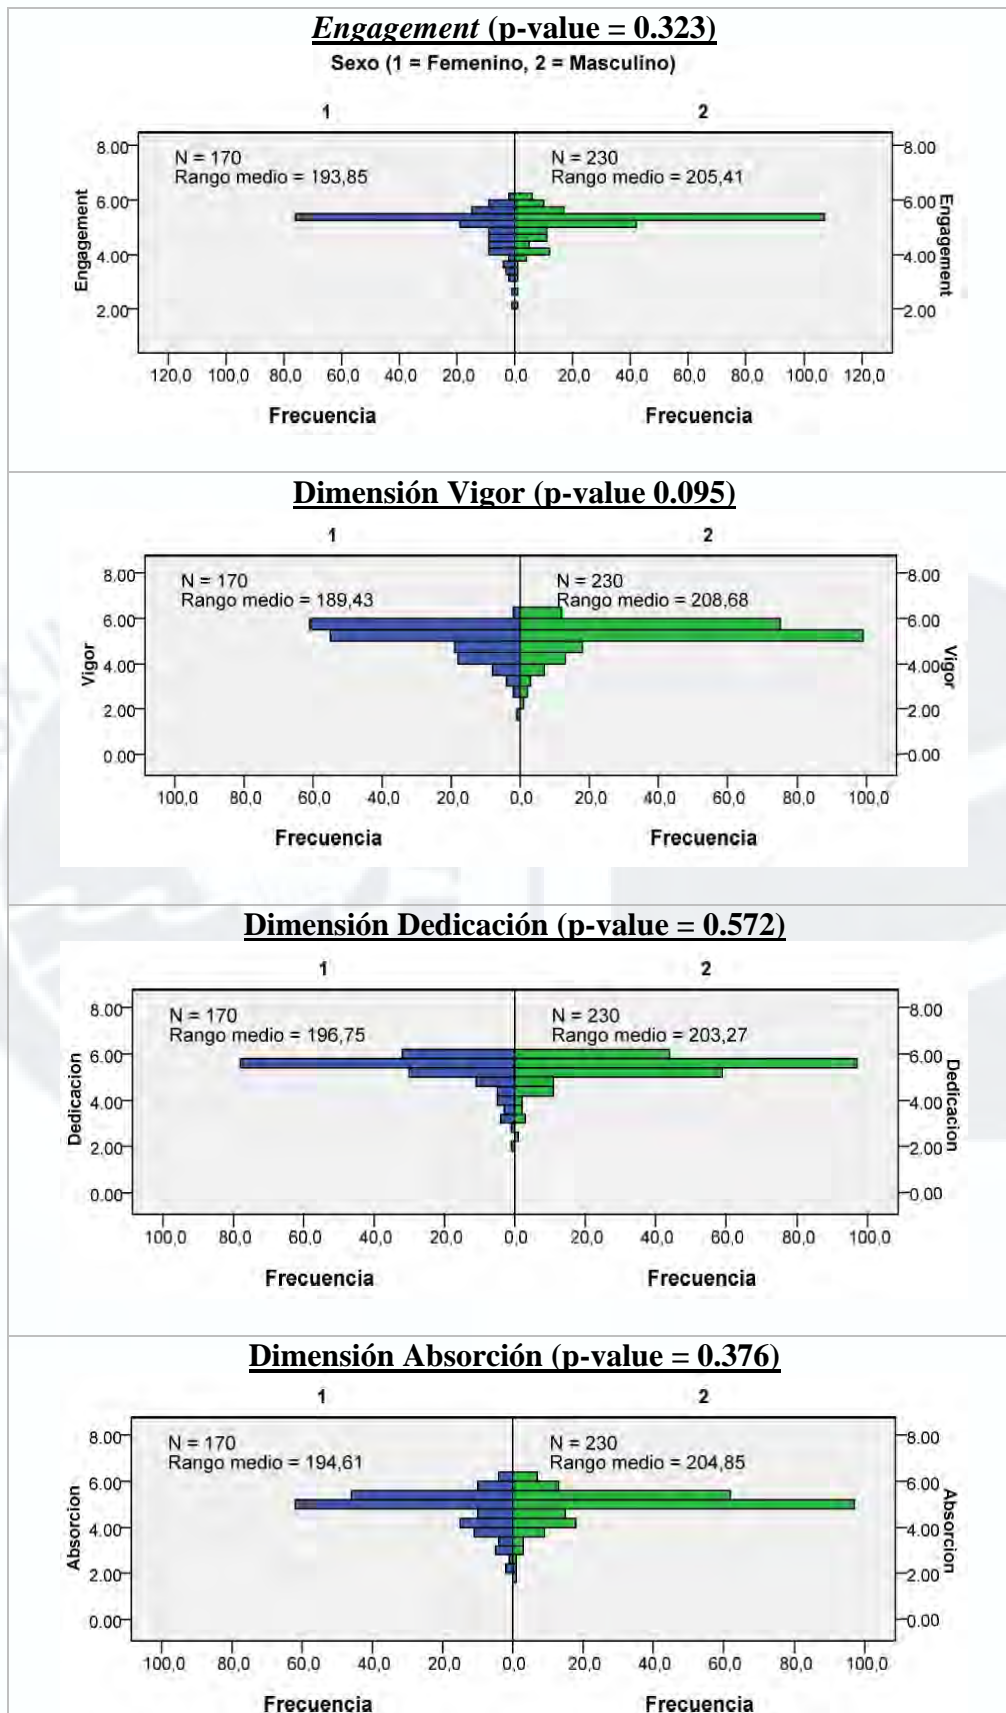 Engagement (p-value = 0.323)
Sexo (1 = Femenino, 2 = Masculino)
1 2
N = 170 N = 230
Rango medio = 193,85 Rango medio = 205,41
8.00 8.00
6.00 6.00
4.00 4.00
2.00 2.00
Engagement Engagement
120,0 100,0 80,0 60,0 40,0 20,0 0,0 20,0 40,0 60,0 80,0 100,0 120,0
Frecuencia Frecuencia
Dimensión Vigor (p-value 0.095)
1 2
N = 170 N = 230
Rango medio = 189,43 Rango medio = 208,68
8.00 8.00
6.00 6.00
4.00 4.00
2.00 2.00
0.00 0.00
Vigor Vigor
100,0 80,0 60,0 40,0 20,0 0,0 20,0 40,0 60,0 80,0 100,0
Frecuencia Frecuencia
Dimensión Dedicación (p-value = 0.572)
1 2
N = 170 N = 230
Rango medio = 196,75 Rango medio = 203,27
8.00 8.00
6.00 6.00
4.00 4.00
2.00 2.00
0.00 0.00
Dedicacion Dedicacion
100,0 80,0 60,0 40,0 20,0 0,0 20,0 40,0 60,0 80,0 100,0
Frecuencia Frecuencia
Dimensión Absorción (p-value = 0.376)
1 2
N = 170 N = 230
Rango medio = 194,61 Rango medio = 204,85
8.00 8.00
6.00 6.00
4.00 4.00
2.00 2.00
0.00 0.00
Absorcion Absorcion
100,0 80,0 60,0 40,0 20,0 0,0 20,0 40,0 60,0 80,0 100,0
Frecuencia Frecuencia